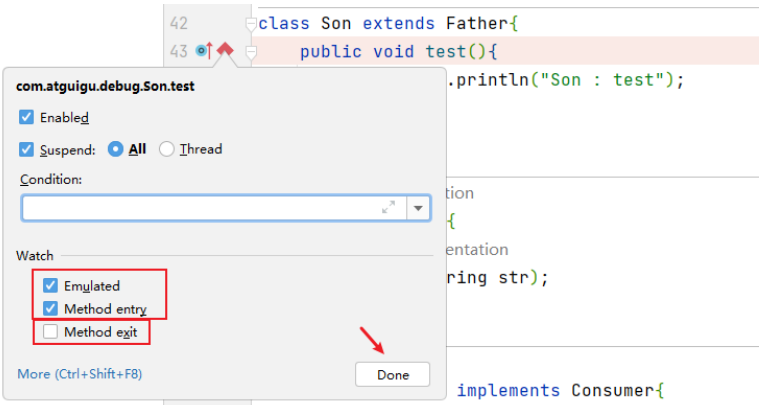 42 class Son extends Father{
43 public void test(){
.println("Son : test");
com.atguigu.debug.Son.test
Enabled
Suspend: All Thread
Condition:
tion
{
entation
ring str);
Watch
Emulated
Method entry
Method exit
More (Ctrl+Shift+F8) Done
implements Consumer{